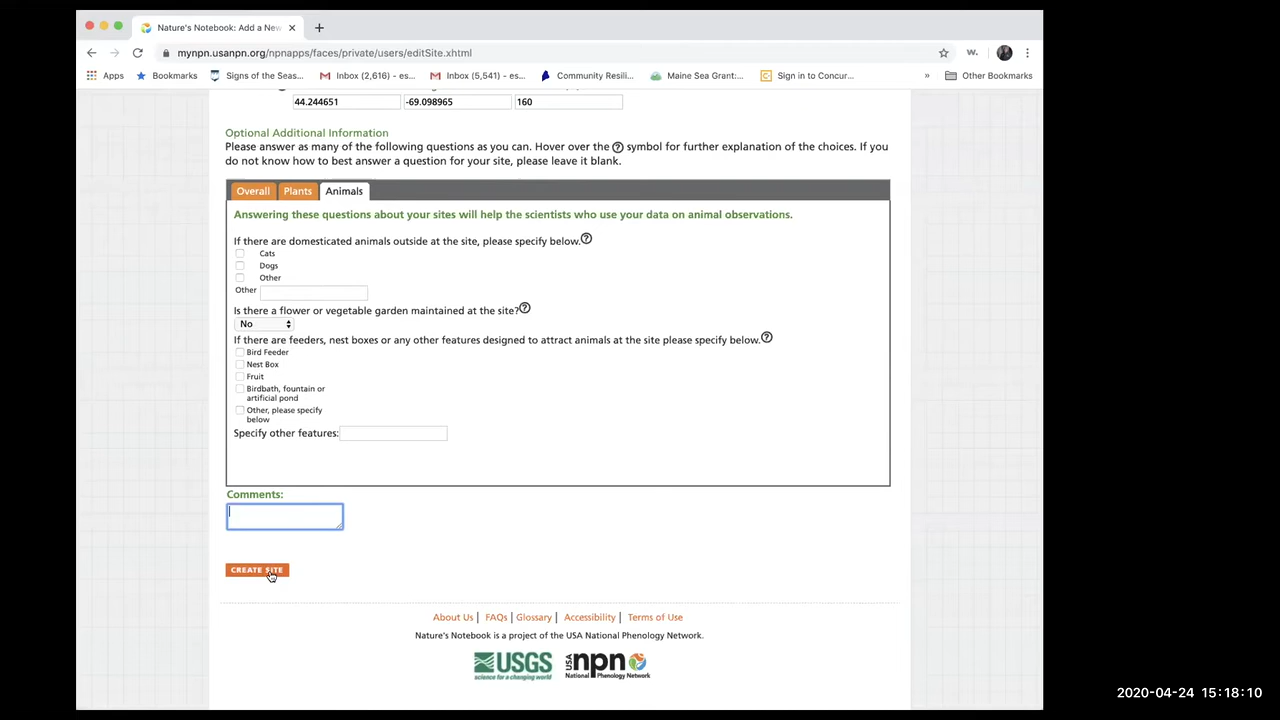 Nature's Notebook: Add a New
mynpn.usanpn.org/npnapps/faces/private/users/editSite.xhtml
w.
Apps Bookmarks Signs of the Seas... Inbox (2,616) - es... Inbox (5,541) - es... Community Resili... Maine Sea Grant:... Sign in to Concur... » Other Bookmarks
44.244651 -69.098965 160
Optional Additional Information
Please answer as many of the following questions as you can. Hover over the ? symbol for further explanation of the choices. If you
do not know how to best answer a question for your site, please leave it blank.
Overall Plants Animals
Answering these questions about your sites will help the scientists who use your data on animal observations.
If there are domesticated animals outside at the site, please specify below.?
Cats
Dogs
Other
Other
Is there a flower or vegetable garden maintained at the site??
No
If there are feeders, nest boxes or any other features designed to attract animals at the site please specify below.?
Bird Feeder
Nest Box
Fruit
Birdbath, fountain or
artificial pond
Other, please specify
below
Specify other features:
Comments:
CREATE SITE
About Us | FAQs | Glossary | Accessibility | Terms of Use
Nature's Notebook is a project of the USA National Phenology Network.
USGS
science for a changing world
USA npn
National Phenology Network
2020-04-24 15:18:10